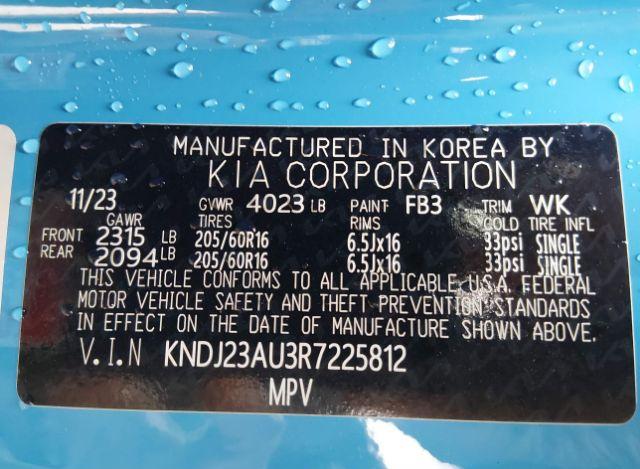 MANUFACTURED IN KOREA BY
KIA CORPORATION
11/23 GVWR 4023 LB PAINT FB3 TRIM WK
GAWR TIRES RIMS COLD TIRE INFL
FRONT 2315 LB 205/60R16 6.5Jx16 33psi SINGLE
REAR 2094 LB 205/60R16 6.5Jx16 33psi SINGLE
THIS VEHICLE CONFORMS TO ALL APPLICABLE U.S.A. FEDERAL
MOTOR VEHICLE SAFETY AND THEFT PREVENTION STANDARDS
IN EFFECT ON THE DATE OF MANUFACTURE SHOWN ABOVE.
V.I.N KNDJ23AU3R7225812
MPV